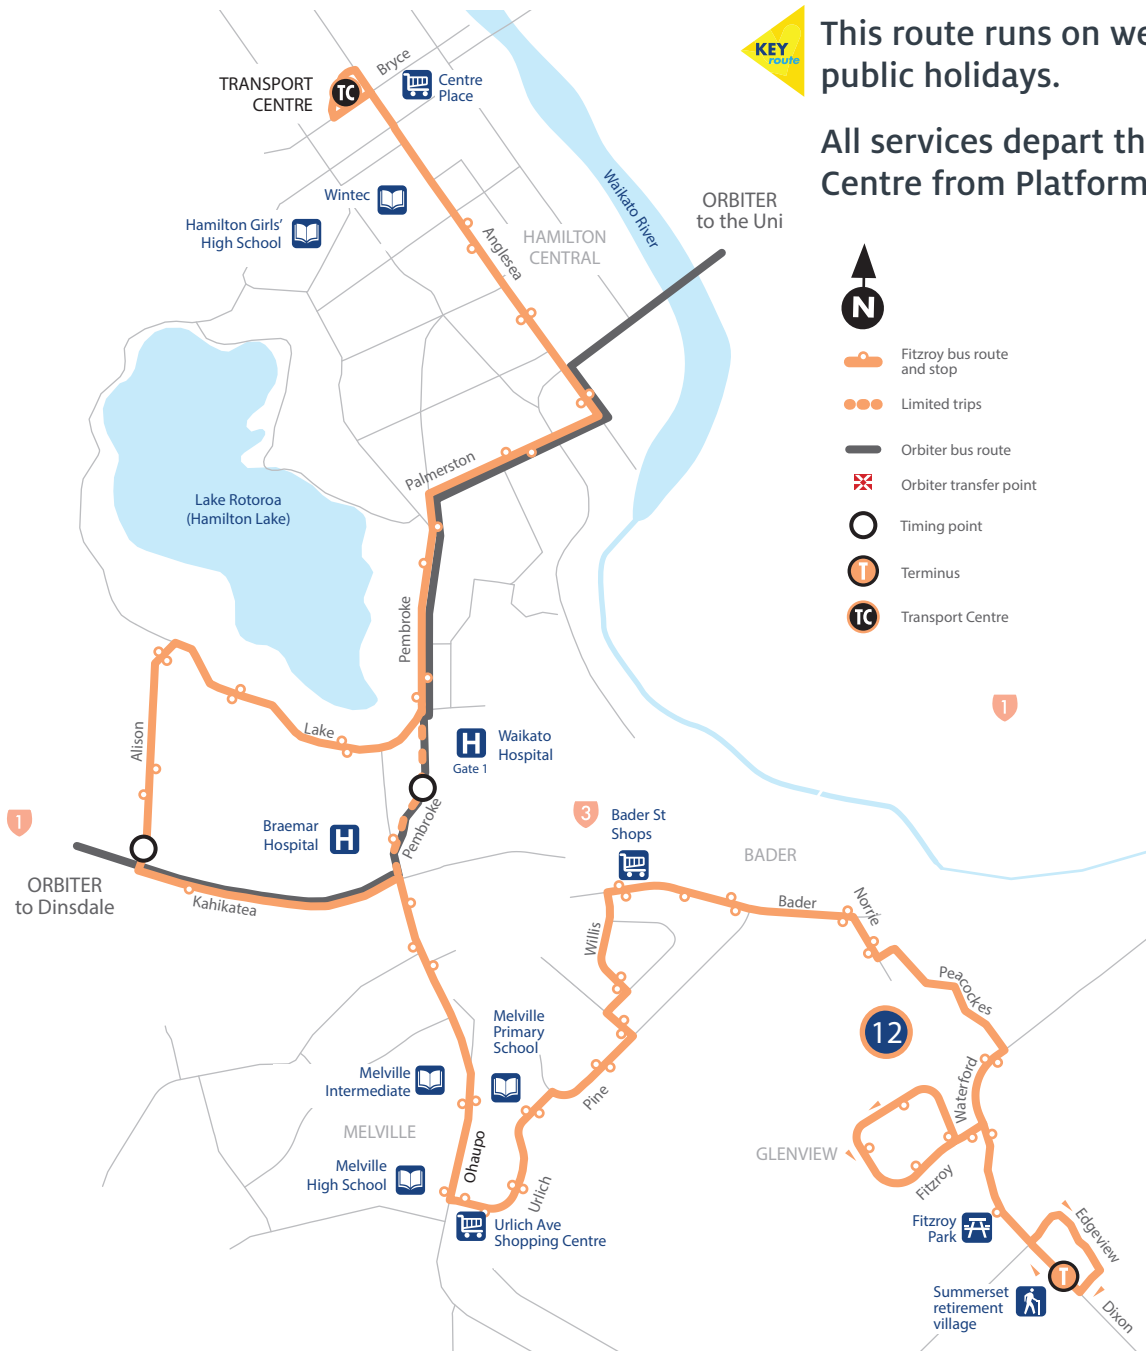 KEY
route
This route runs on we
public holidays.
All services depart th
Centre from Platform
TRANSPORT
CENTRE
TC
Bryce
Centre
Place
Wintec
Hamilton Girls'
High School
Anglesea
HAMILTON
CENTRAL
Waikato River
ORBITER
to the Uni
N
Fitzroy bus route
and stop
Limited trips
Orbiter bus route
Orbiter transfer point
Timing point
T
Terminus
TC
Transport Centre
Lake Rotoroa
(Hamilton Lake)
Palmerston
Pembroke
Lake
Alison
H
Gate 1
Waikato
Hospital
1
1
3
Braemar
Hospital
H
Pembroke
ORBITER
to Dinsdale
Kahikatea
Bader St
Shops
BADER
Bader
Norrie
Willis
Peacockes
12
Melville
Primary
School
Melville
Intermediate
Pine
Waterford
MELVILLE
Ohaupo
GLENVIEW
Fitzroy
Melville
High School
Urlich
Urlich Ave
Shopping Centre
Fitzroy
Park
Edgeview
T
Summerset
retirement
village
Dixon